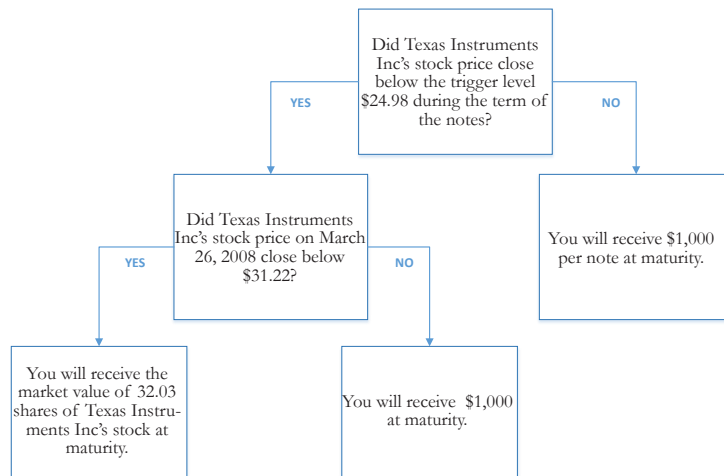 Did Texas Instruments
Inc's stock price close
below the trigger level
$24.98 during the term of
the notes?
YES
NO
Did Texas Instruments
Inc's stock price on March
26, 2008 close below
$31.22?
You will receive $1,000
per note at maturity.
YES
NO
You will receive the
market value of 32.03
shares of Texas Instru-
ments Inc's stock at
maturity.
You will receive $1,000
at maturity.